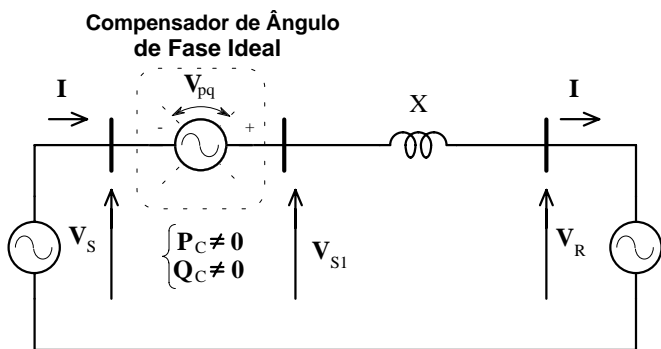 Compensador de Ângulo
de Fase Ideal
I
V_pq
X
I
- +
V_S
P_C ≠ 0
Q_C ≠ 0
V_S1
V_R